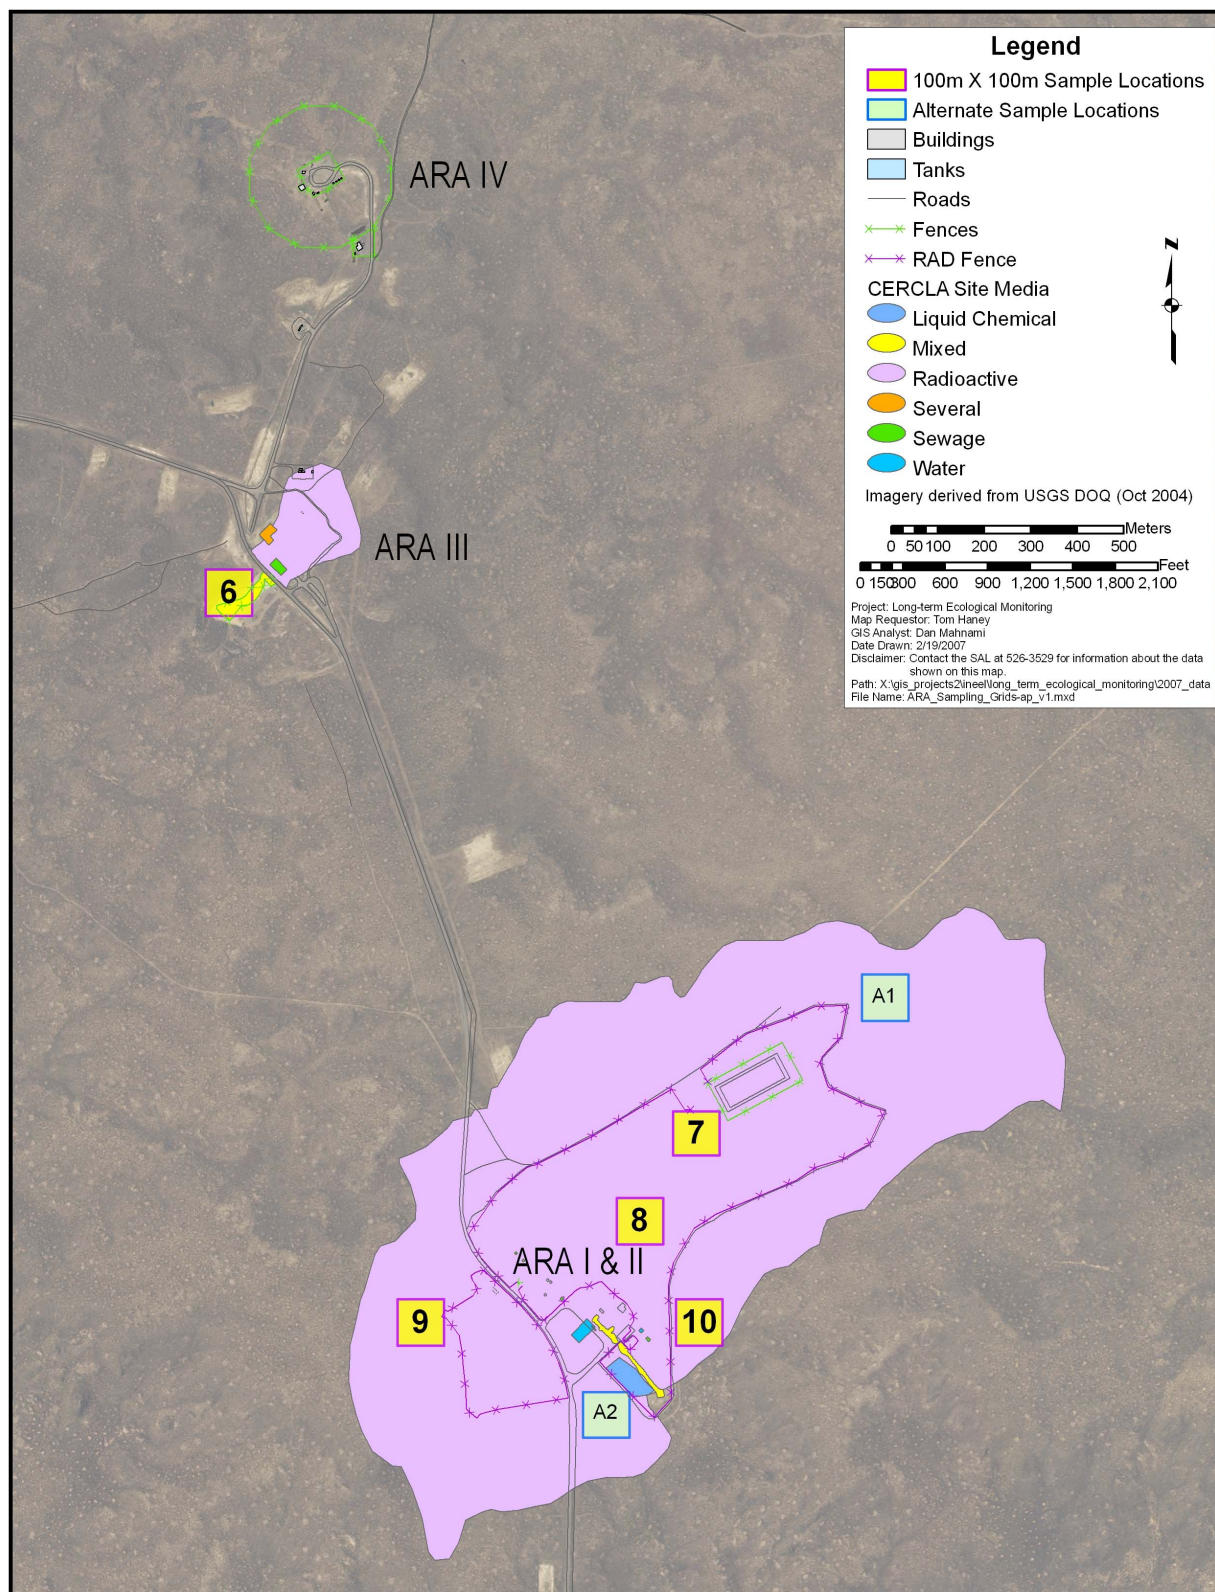 Legend
100m X 100m Sample Locations
Alternate Sample Locations
Buildings
Tanks
Roads
Fences
RAD Fence
CERCLA Site Media
Liquid Chemical
Mixed
Radioactive
Several
Sewage
Water
N
Imagery derived from USGS DOQ (Oct 2004)
Meters
0 50 100 200 300 400 500
Feet
0 150 300 600 900 1,200 1,500 1,800 2,100
Project: Long-term Ecological Monitoring
Map Requestor: Tom Haney
GIS Analyst: Dan Mahnami
Date Drawn: 2/19/2007
Disclaimer: Contact the SAL at 526-3529 for information about the data
shown on this map.
Path: X:\gis_projects2\ineel\long_term_ecological_monitoring\2007_data
File Name: ARA_Sampling_Grids-ap_v1.mxd
ARA IV
ARA III
6
A1
7
8
ARA I & II
9
10
A2